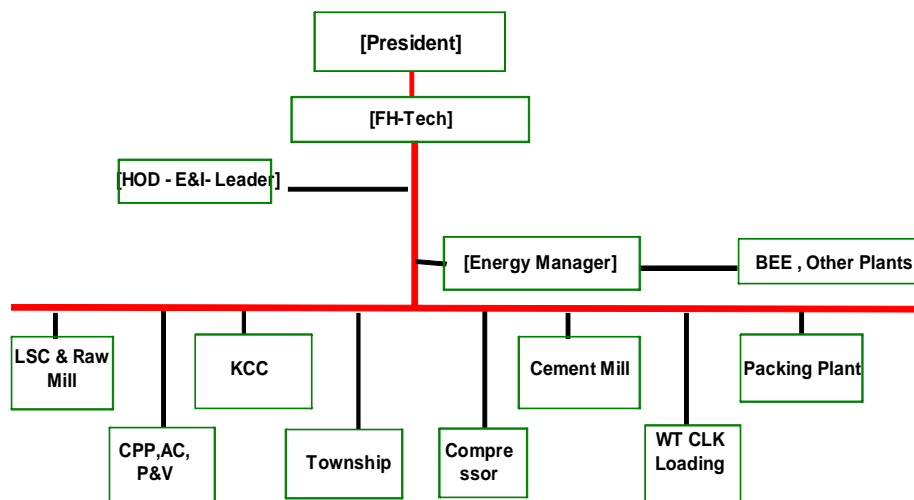 [President]
[FH-Tech]
[HOD - E&I- Leader]
[Energy Manager]
BEE , Other Plants
LSC & Raw
Mill
KCC
Cement Mill
Packing Plant
CPP,AC,
P&V
Township
Compre
ssor
WT CLK
Loading